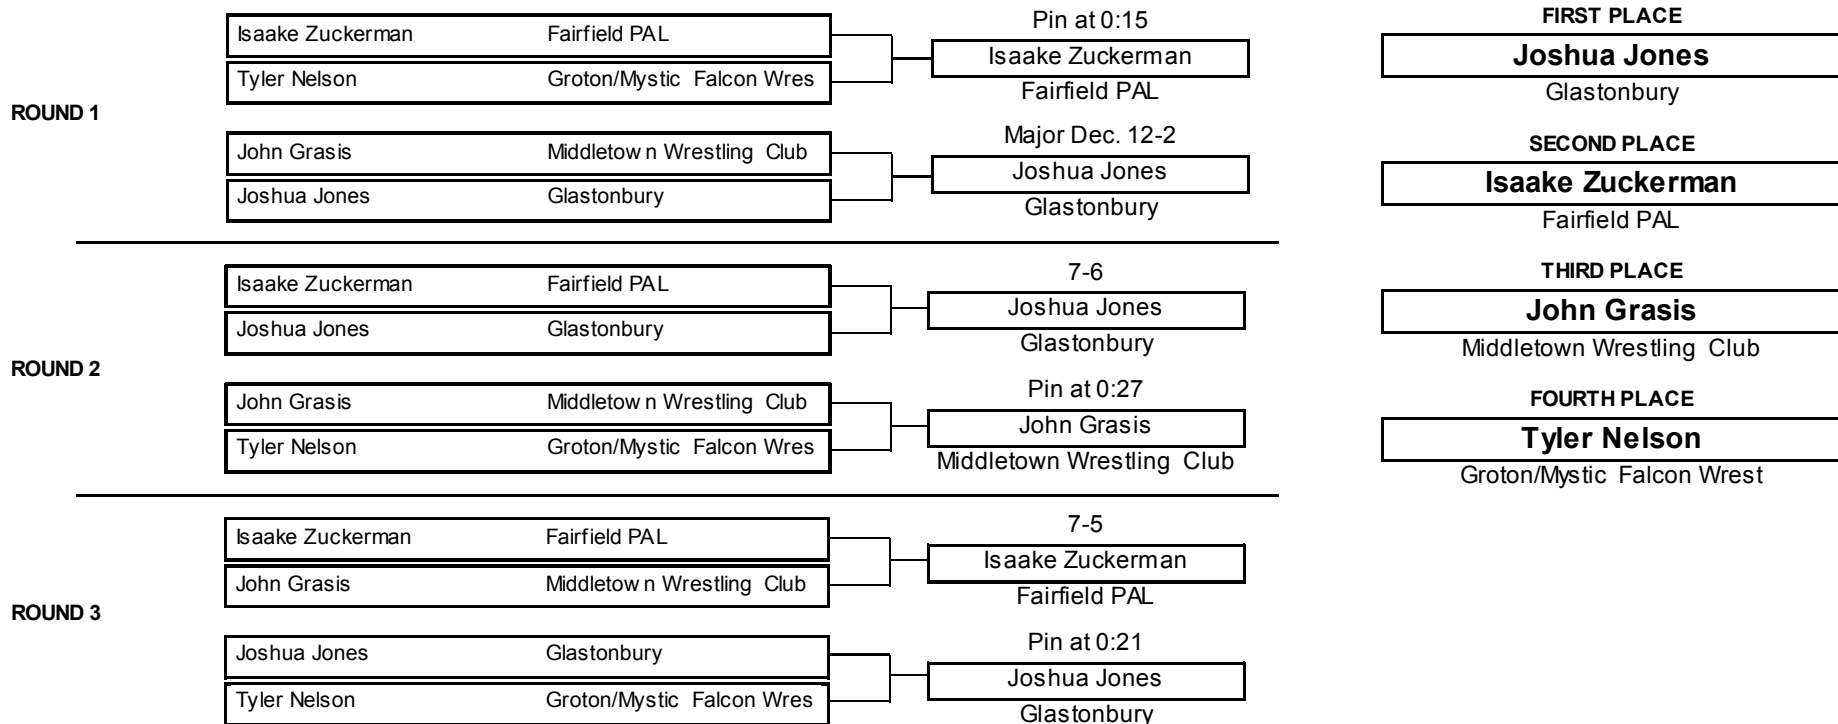 ROUND 1
Isaake Zuckerman Fairfield PAL
Tyler Nelson Groton/Mystic Falcon Wres
Pin at 0:15
Isaake Zuckerman
Fairfield PAL
John Grasis Middletown Wrestling Club
Joshua Jones Glastonbury
Major Dec. 12-2
Joshua Jones
Glastonbury
ROUND 2
Isaake Zuckerman Fairfield PAL
Joshua Jones Glastonbury
7-6
Joshua Jones
Glastonbury
John Grasis Middletown Wrestling Club
Tyler Nelson Groton/Mystic Falcon Wres
Pin at 0:27
John Grasis
Middletown Wrestling Club
ROUND 3
Isaake Zuckerman Fairfield PAL
John Grasis Middletown Wrestling Club
7-5
Isaake Zuckerman
Fairfield PAL
Joshua Jones Glastonbury
Tyler Nelson Groton/Mystic Falcon Wres
Pin at 0:21
Joshua Jones
Glastonbury
FIRST PLACE
Joshua Jones
Glastonbury
SECOND PLACE
Isaake Zuckerman
Fairfield PAL
THIRD PLACE
John Grasis
Middletown Wrestling Club
FOURTH PLACE
Tyler Nelson
Groton/Mystic Falcon Wrest